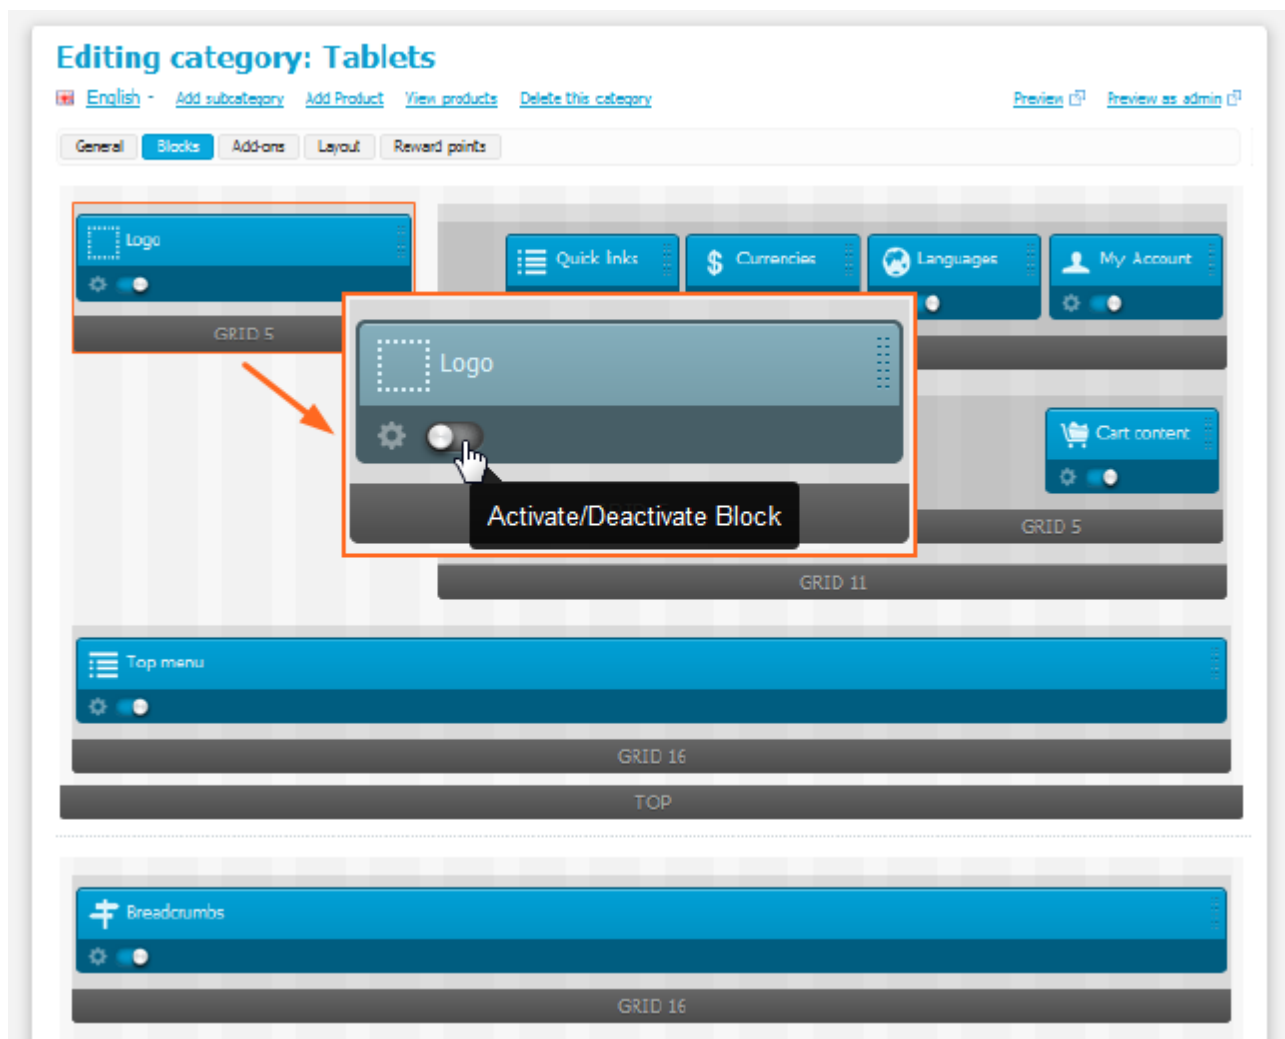 Editing category: Tablets
English - Add subcategory Add Product View products Delete this category Preview Preview as admin
General Blocks Add-ons Layout Reward points
Logo
Quick links $ Currencies Languages My Account
GRID 5
Logo
Cart content
Activate/Deactivate Block
GRID 5
GRID 11
Top menu
GRID 16
TOP
Breadcrumbs
GRID 16